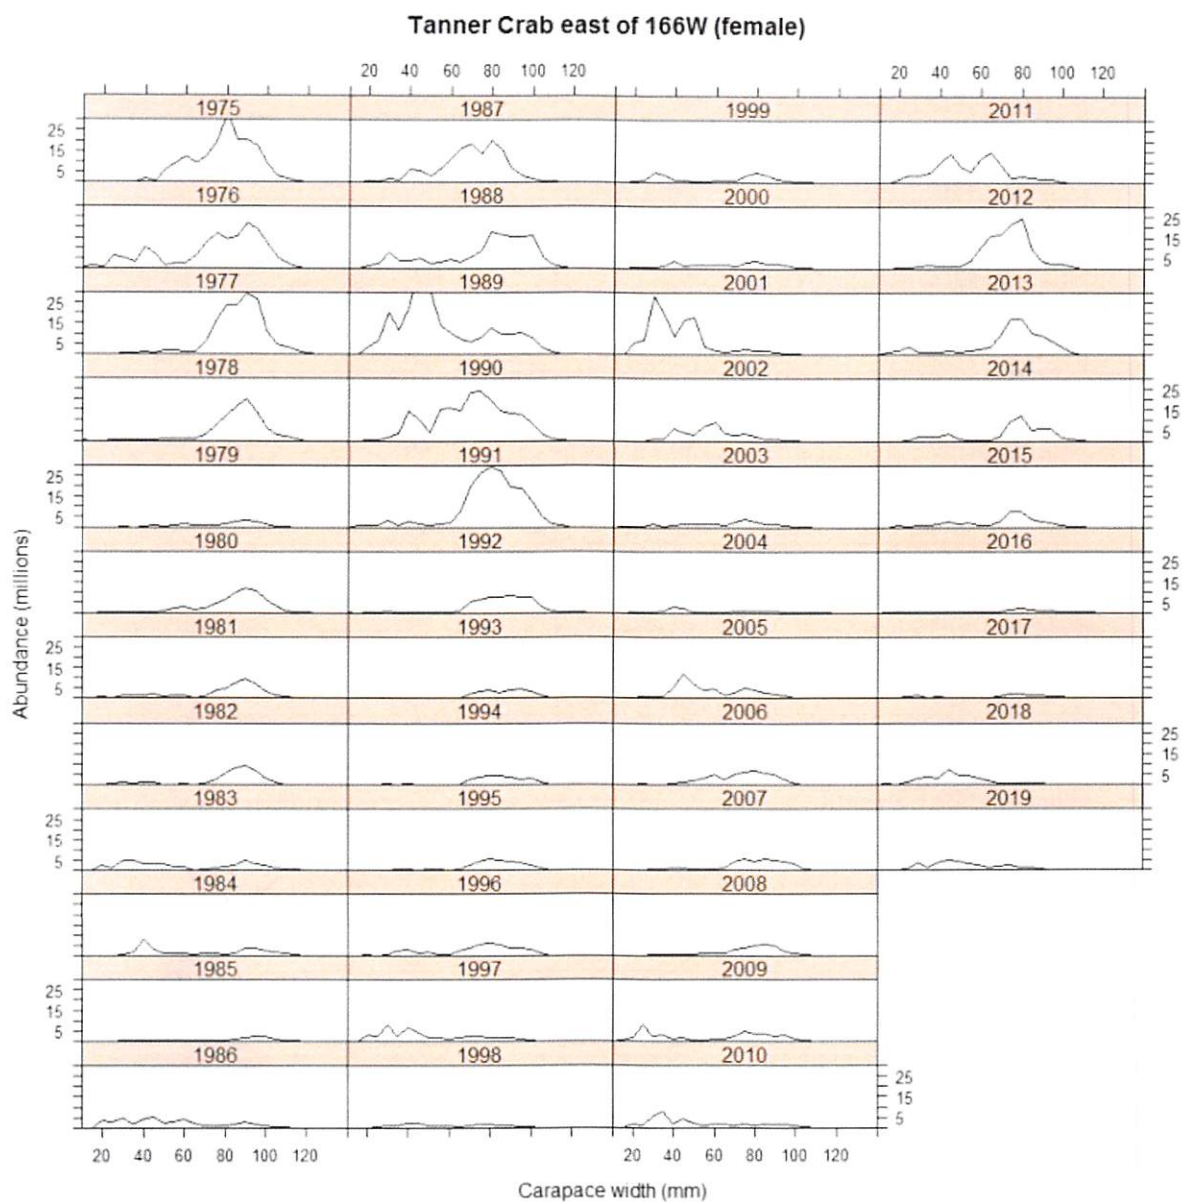 Tanner Crab east of 166W (female)
20 40 60 80 100 120
20 40 60 80 100 120
1975 1987 1999 2011
25
15
5
1976 1988 2000 2012
25
15
5
1977 1989 2001 2013
25
15
5
1978 1990 2002 2014
25
15
5
1979 1991 2003 2015
25
15
5
1980 1992 2004 2016
25
15
5
1981 1993 2005 2017
25
15
5
1982 1994 2006 2018
25
15
5
1983 1995 2007 2019
25
15
5
1984 1996 2008
1985 1997 2009
25
15
5
1986 1998 2010
25
15
5
20 40 60 80 100 120
20 40 60 80 100 120
Abundance (millions)
Carapace width (mm)